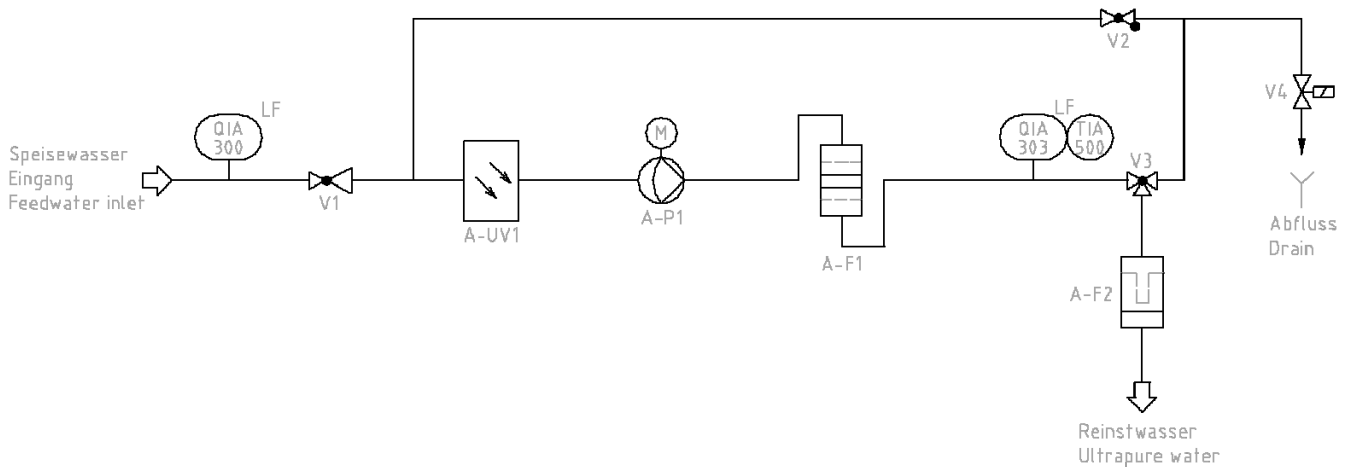 V2
V4
LF
QIA
300
Speisewasser
Eingang
Feedwater inlet
V1
A-UV1
M
A-P1
A-F1
LF
QIA
303
TIA
500
V3
Abfluss
Drain
A-F2
Reinstwasser
Ultrapure water